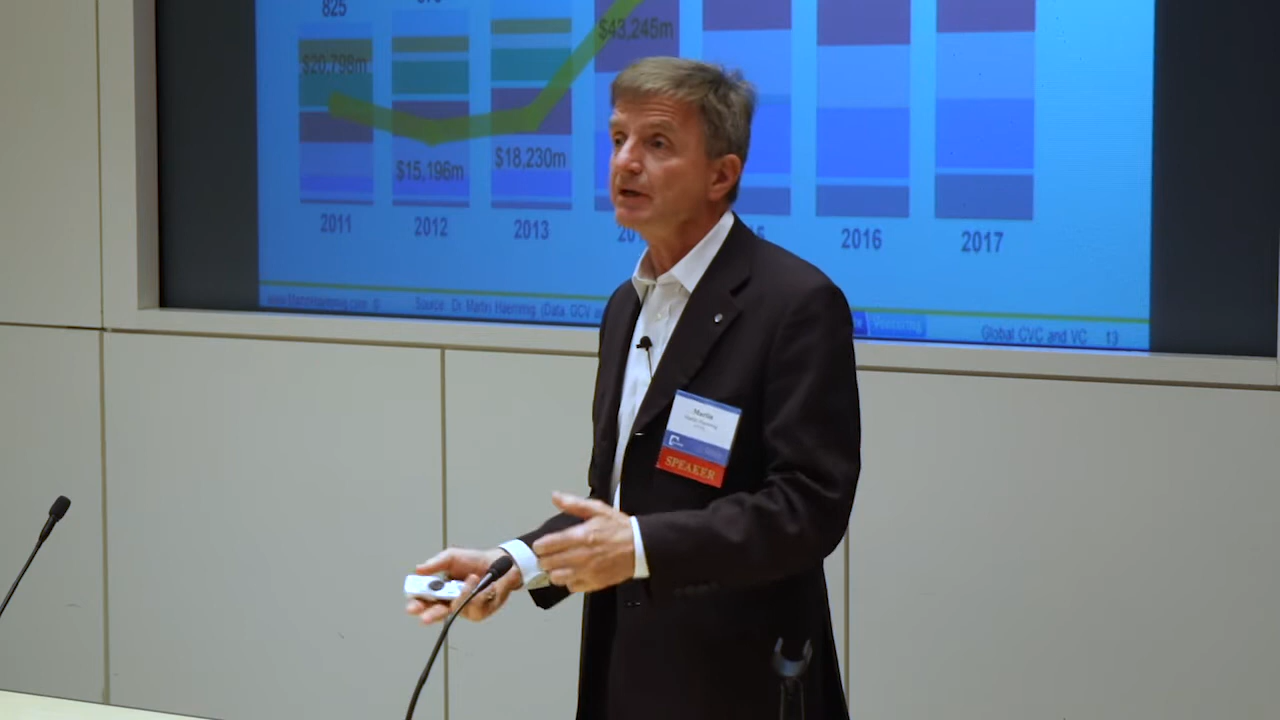 825
$43,245m
$20,798m
$15,196m
$18,230m
2011
2012
2013
2016
2017
Source: Dr. Martin Haemmig (Data: GCV
Global CVC and VC 13
Martin
SPEAKER